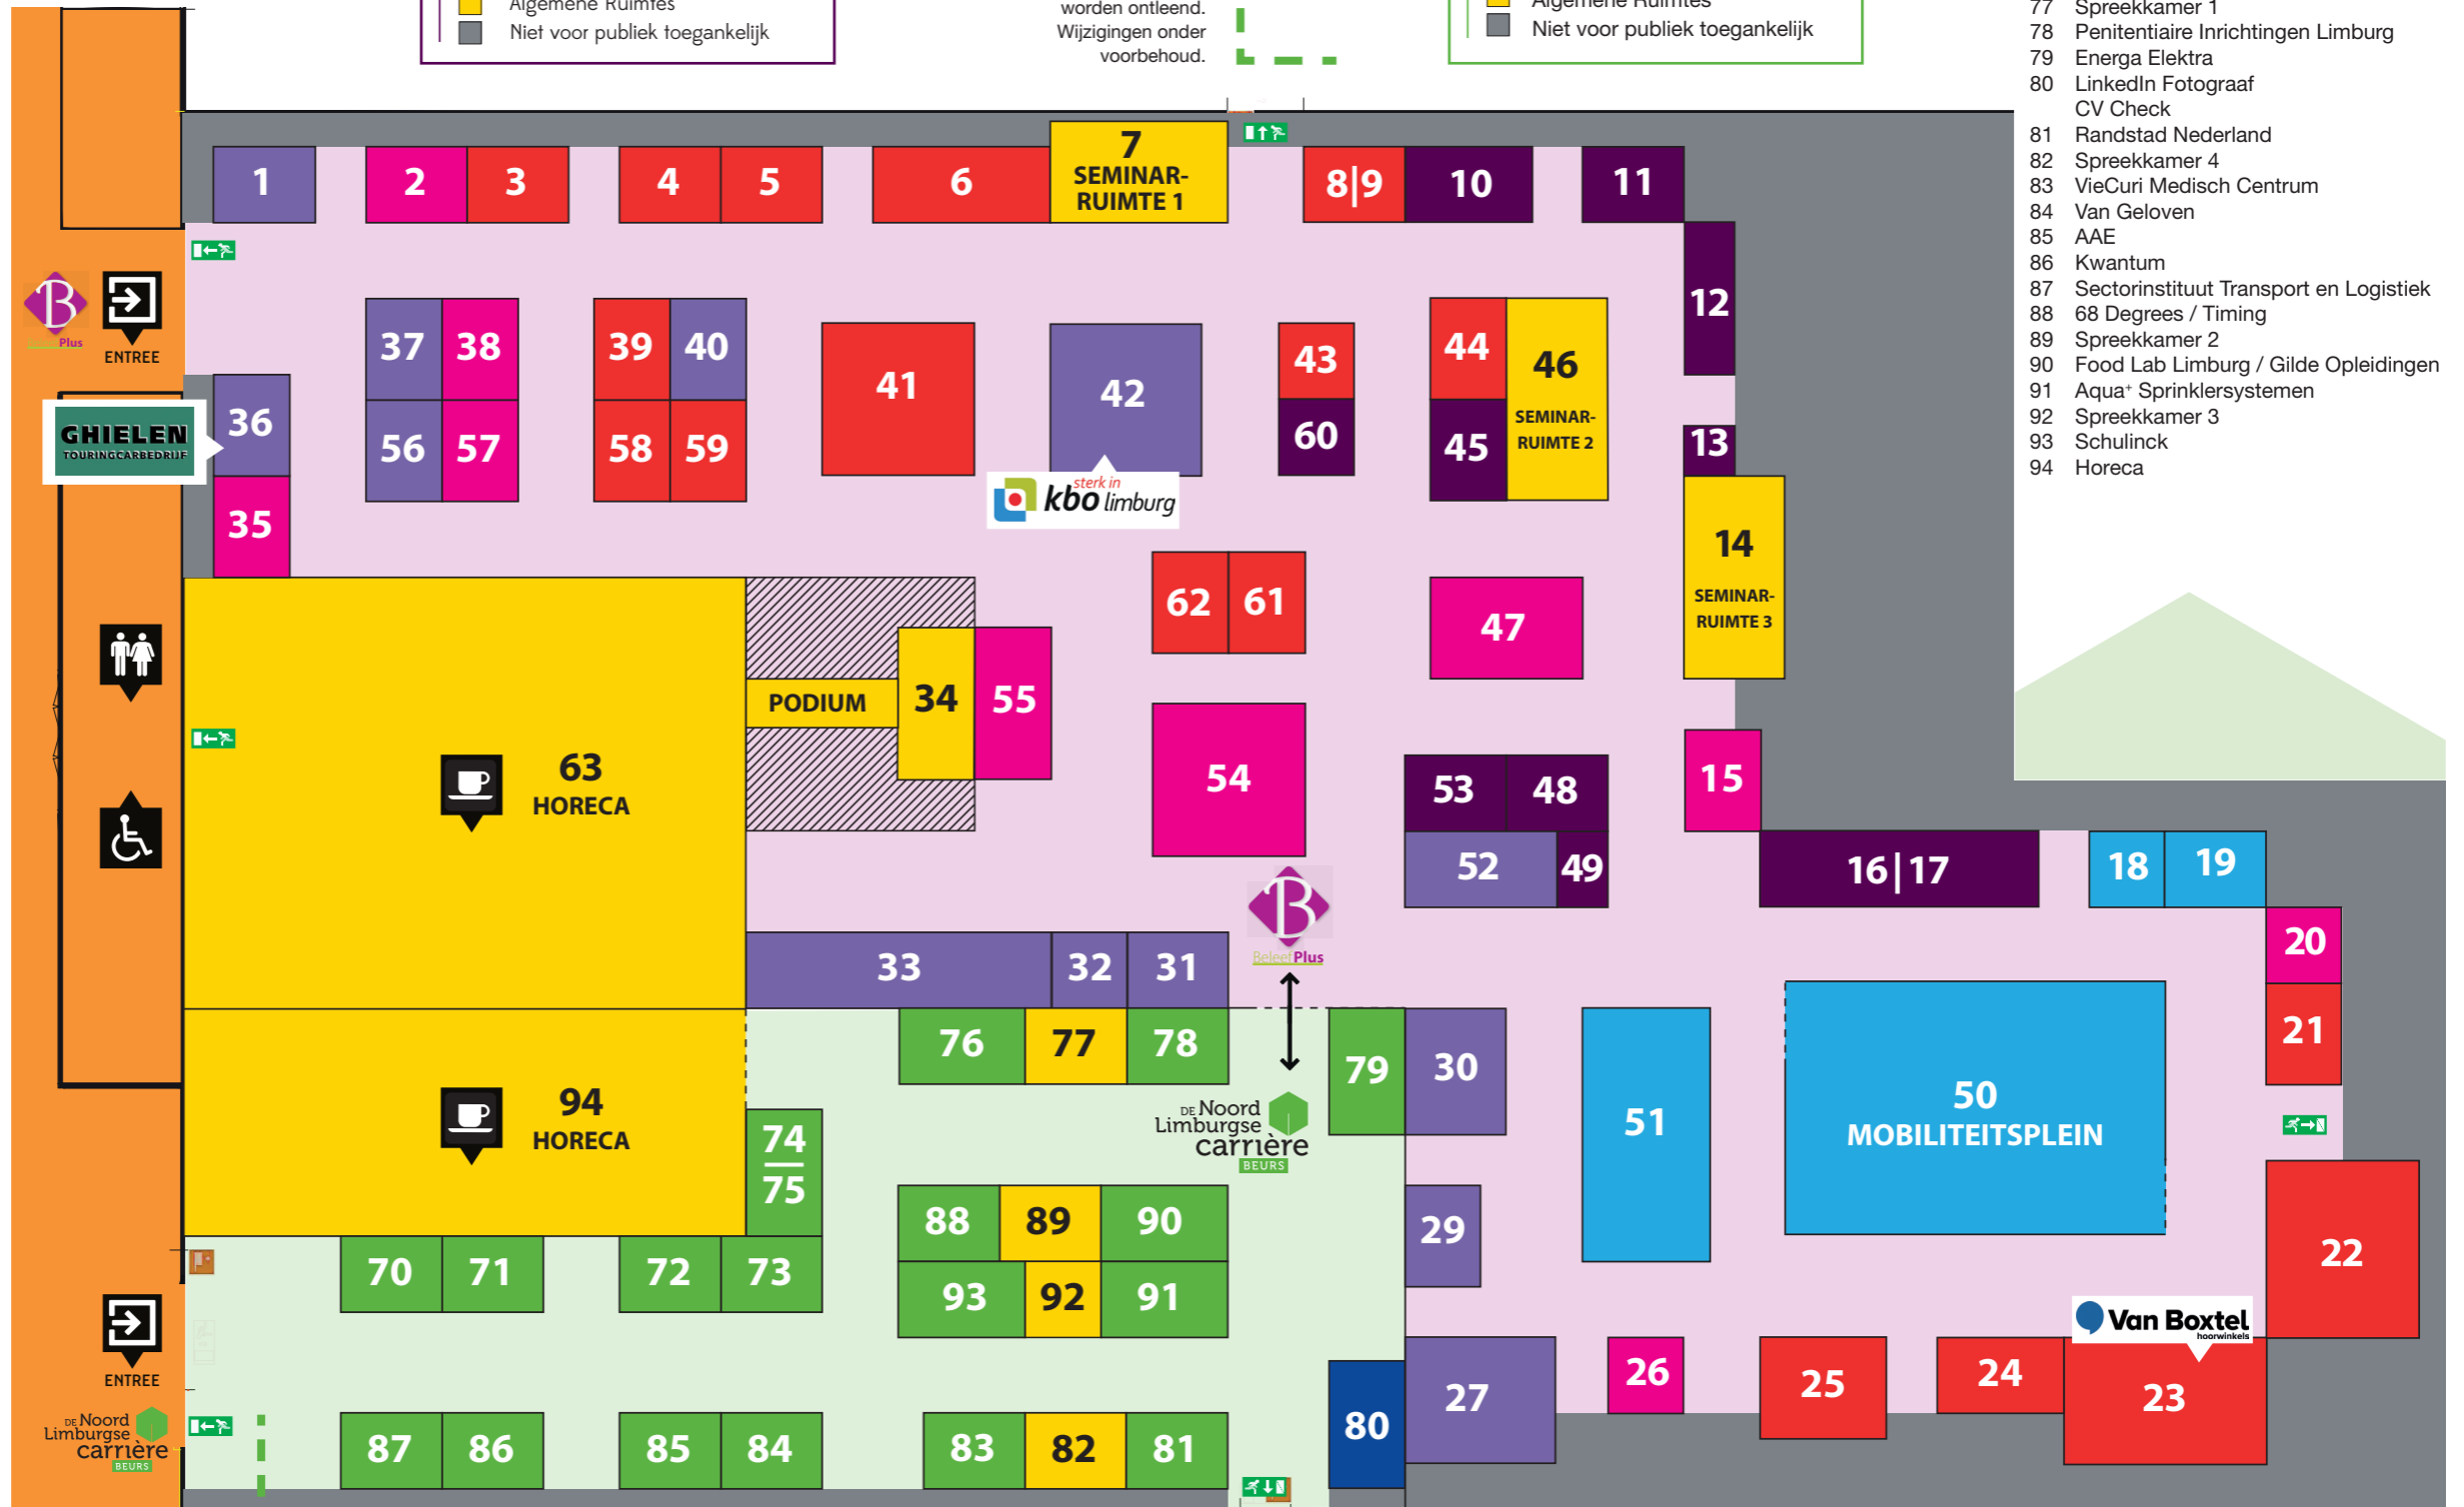 Algemene Ruimtes
Niet voor publiek toegankelijk
worden ontleend.
Wijzigingen onder
voorbehoud.
Algemene Ruimtes
Niet voor publiek toegankelijk
77 Spreekkamer 1
78 Penitentiaire Inrichtingen Limburg
79 Energa Elektra
80 LinkedIn Fotograaf
CV Check
81 Randstad Nederland
82 Spreekkamer 4
83 VieCuri Medisch Centrum
84 Van Geloven
85 AAE
86 Kwantum
87 Sectorinstituut Transport en Logistiek
88 68 Degrees / Timing
89 Spreekkamer 2
90 Food Lab Limburg / Gilde Opleidingen
91 Aqua+ Sprinklersystemen
92 Spreekkamer 3
93 Schulinck
94 Horeca
1
2
3
4
5
6
7
SEMINAR-
RUIMTE 1
8|9
10
11
12
B
BeleefPlus
ENTREE
37
38
39
40
41
42
43
44
46
SEMINAR-
RUIMTE 2
13
GHIELEN
TOURINGCARBEDRIJF
36
56
57
58
59
60
45
sterk in
kbo limburg
35
14
SEMINAR-
RUIMTE 3
62
61
47
PODIUM
34
55
63
HORECA
54
53
48
15
52
49
16|17
18
19
B
BeleefPlus
20
33
32
31
21
76
77
78
79
30
51
50
MOBILITEITSPLEIN
94
HORECA
74
75
DE Noord
Limburgse
carrière
BEURS
88
89
90
29
22
70
71
72
73
93
92
91
Van Boxtel
hoorwinkels
ENTREE
27
26
25
24
23
DE Noord
Limburgse
carrière
BEURS
87
86
85
84
83
82
81
80